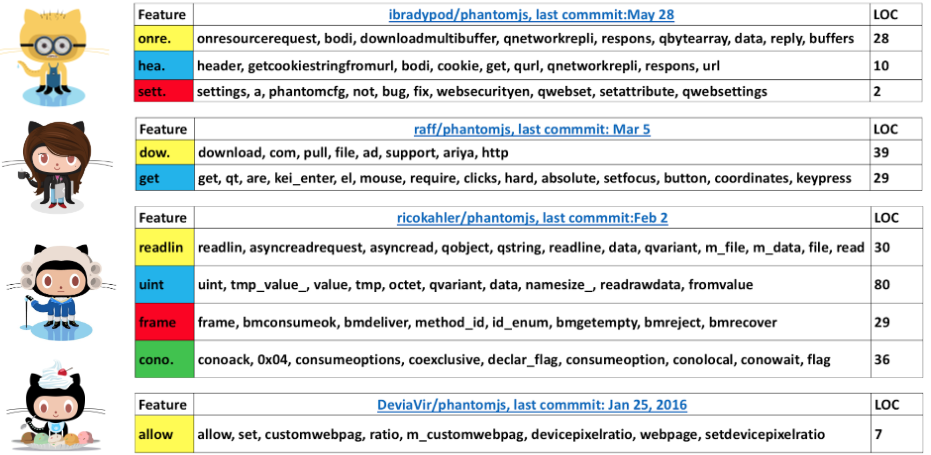 Feature ibradypod/phantomjs, last commmit:May 28 LOC
onre. onresourcerequest, bodi, downloadmultibuffer, qnetworkrepli, respons, qbytearray, data, reply, buffers 28
hea. header, getcookiestringfromurl, bodi, cookie, get, qurl, qnetworkrepli, respons, url 10
sett. settings, a, phantomcfg, not, bug, fix, websecurityen, qwebset, setattribute, qwebsettings 2
Feature raff/phantomjs, last commmit: Mar 5 LOC
dow. download, com, pull, file, ad, support, ariya, http 39
get get, qt, are, kei_enter, el, mouse, require, clicks, hard, absolute, setfocus, button, coordinates, keypress 29
Feature ricokahler/phantomjs, last commmit:Feb 2 LOC
readlin readlin, asyncreadrequest, asyncread, qobject, qstring, readline, data, qvariant, m_file, m_data, file, read 30
uint uint, tmp_value_, value, tmp, octet, qvariant, data, namesize_, readrawdata, fromvalue 80
frame frame, bmconsumeok, bmdeliver, method_id, id_enum, bmgetempty, bmreject, bmrecover 29
cono. conoack, 0x04, consumeoptions, coexclusive, declar_flag, consumeoption, conolocal, conowait, flag 36
Feature DeviaVir/phantomjs, last commmit: Jan 25, 2016 LOC
allow allow, set, customwebpag, ratio, m_customwebpag, devicepixelratio, webpage, setdevicepixelratio 7